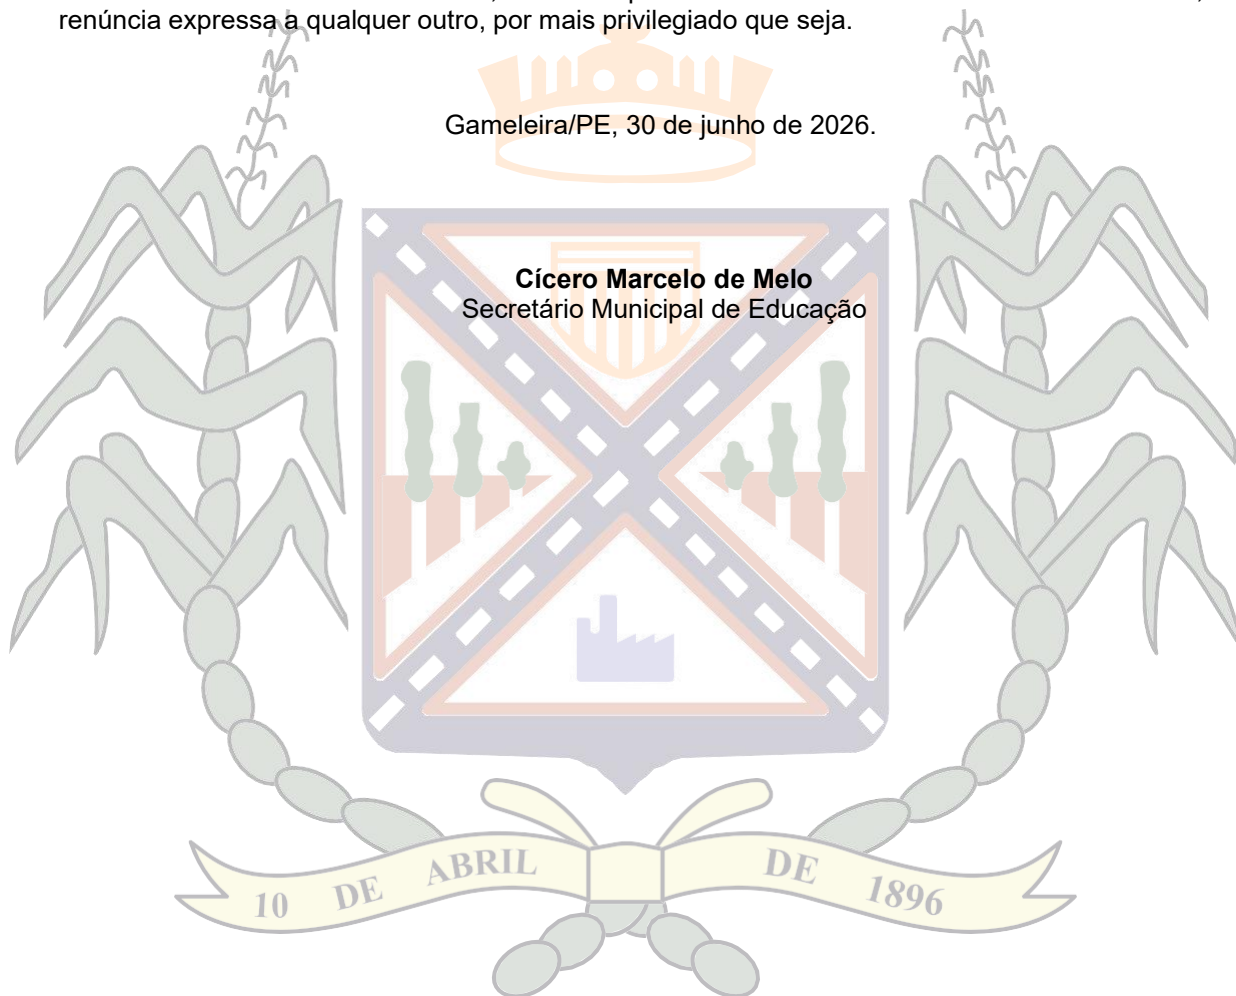 renúncia expressa a qualquer outro, por mais privilegiado que seja.
Gameleira/PE, 30 de junho de 2026.
Cícero Marcelo de Melo
Secretário Municipal de Educação
10 DE ABRIL DE 1896